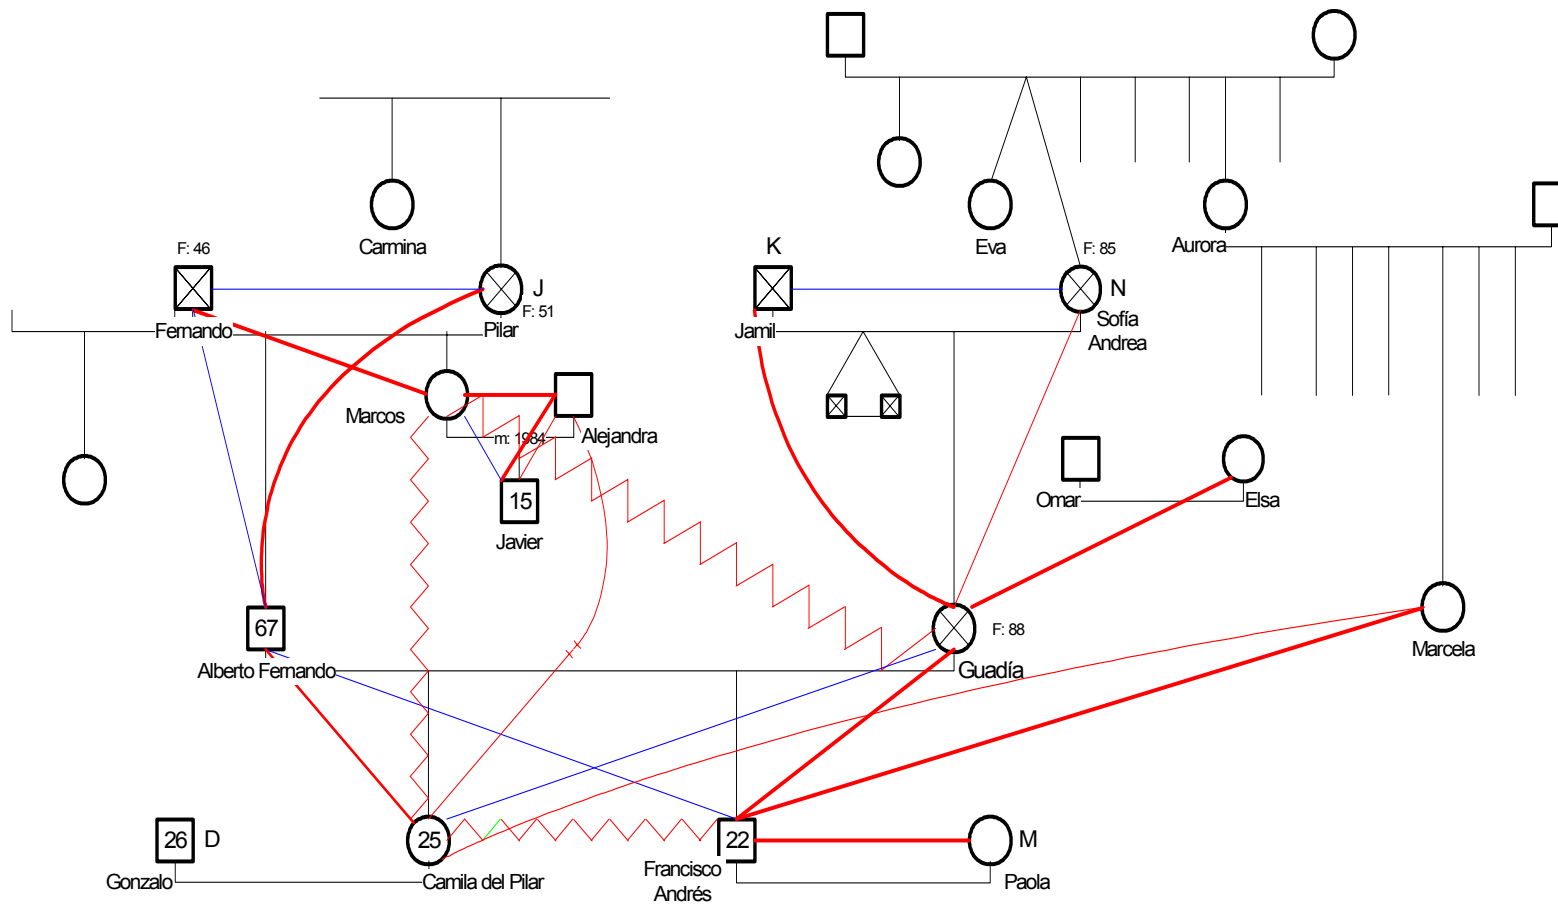 Carmina
Eva
Aurora
F: 46
K
F: 85
J
F: 51
N
Fernando
Pilar
Jamil
Sofía
Andrea
Marcos
m: 1984
Alejandra
15
Javier
Omar
Elsa
67
F: 88
Alberto Fernando
Guadía
Marcela
26
D
25
22
M
Gonzalo
Camila del Pilar
Francisco
Andrés
Paola